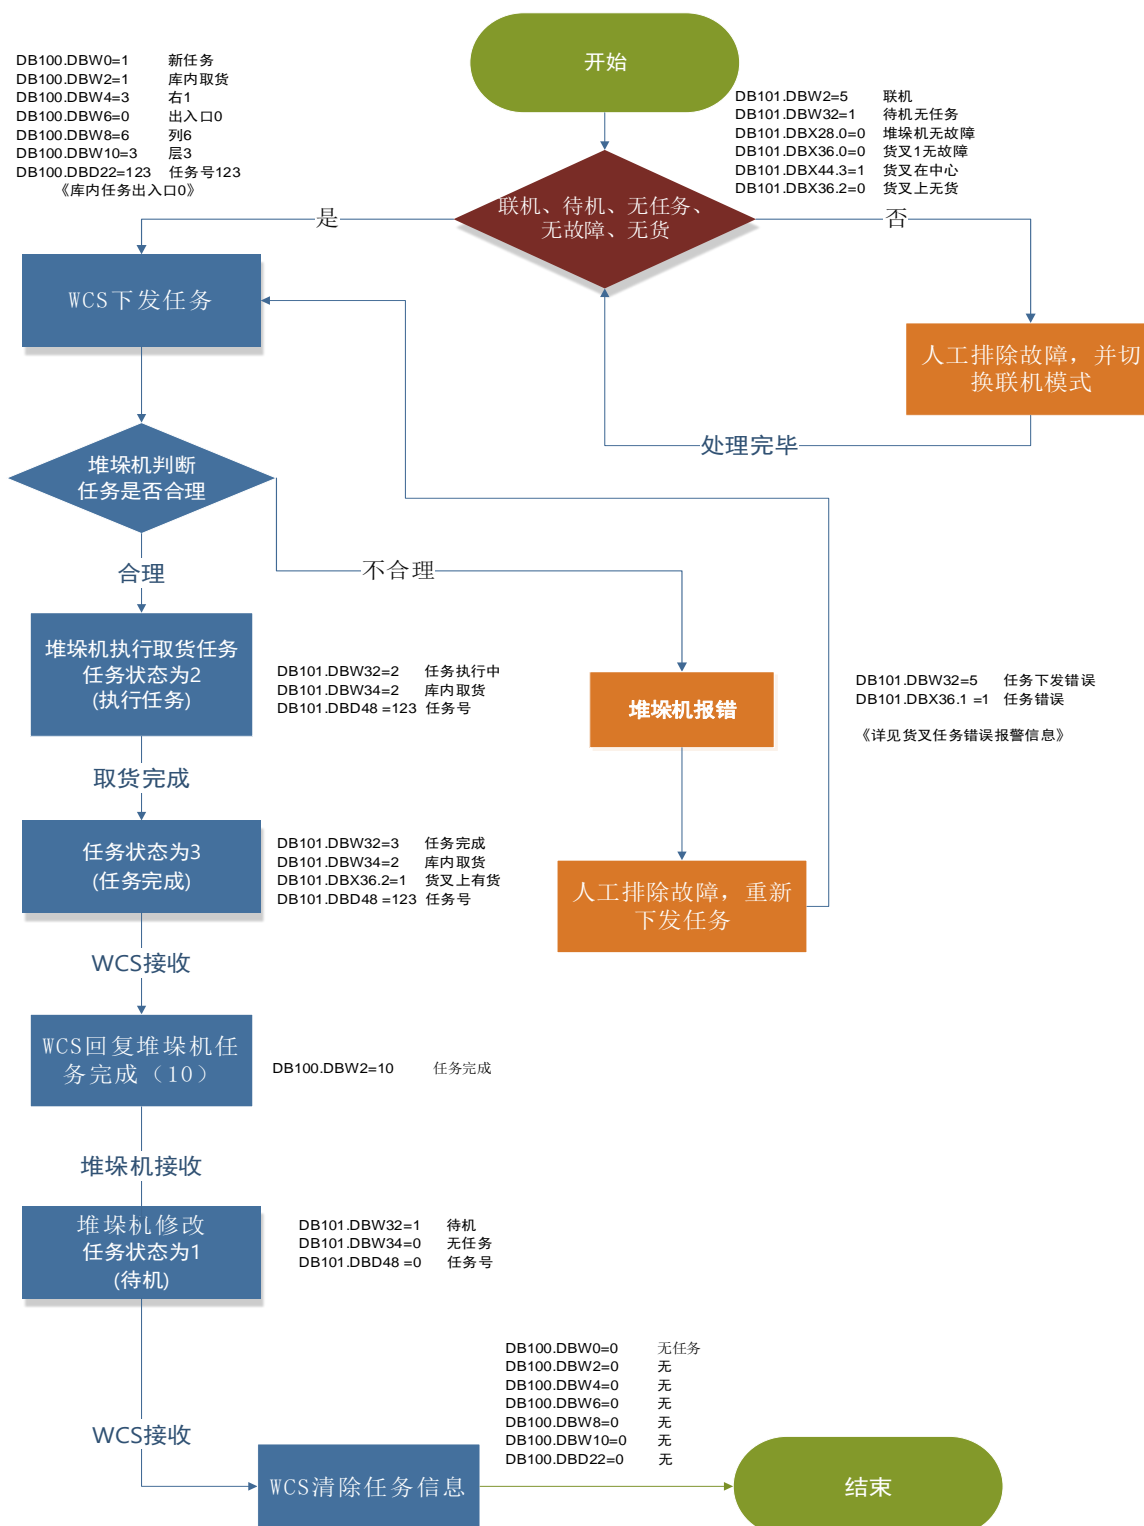 开始
DB100.DBW0=1 新任务
DB100.DBW2=1 库内取货
DB100.DBW4=3 右1
DB100.DBW6=0 出入口0
DB100.DBW8=6 列6
DB100.DBW10=3 层3
DB100.DBD22=123 任务号123
《库内任务出入口0》
DB101.DBW2=5 联机
DB101.DBW32=1 待机无任务
DB101.DBX28.0=0 堆垛机无故障
DB101.DBX36.0=0 货叉1无故障
DB101.DBX44.3=1 货叉在中心
DB101.DBX36.2=0 货叉上无货
联机、待机、无任务、
无故障、无货
是
否
WCS下发任务
人工排除故障，并切
换联机模式
处理完毕
堆垛机判断
任务是否合理
合理
不合理
堆垛机执行取货任务
任务状态为2
(执行任务)
DB101.DBW32=2 任务执行中
DB101.DBW34=2 库内取货
DB101.DBD48 =123 任务号
堆垛机报错
DB101.DBW32=5 任务下发错误
DB101.DBX36.1 =1 任务错误
《详见货叉任务错误报警信息》
取货完成
任务状态为3
(任务完成)
DB101.DBW32=3 任务完成
DB101.DBW34=2 库内取货
DB101.DBX36.2=1 货叉上有货
DB101.DBD48 =123 任务号
人工排除故障，重新
下发任务
WCS接收
WCS回复堆垛机任
务完成（10）
DB100.DBW2=10 任务完成
堆垛机接收
堆垛机修改
任务状态为1
(待机)
DB101.DBW32=1 待机
DB101.DBW34=0 无任务
DB101.DBD48 =0 任务号
WCS接收
DB100.DBW0=0 无任务
DB100.DBW2=0 无
DB100.DBW4=0 无
DB100.DBW6=0 无
DB100.DBW8=0 无
DB100.DBW10=0 无
DB100.DBD22=0 无
WCS清除任务信息
结束